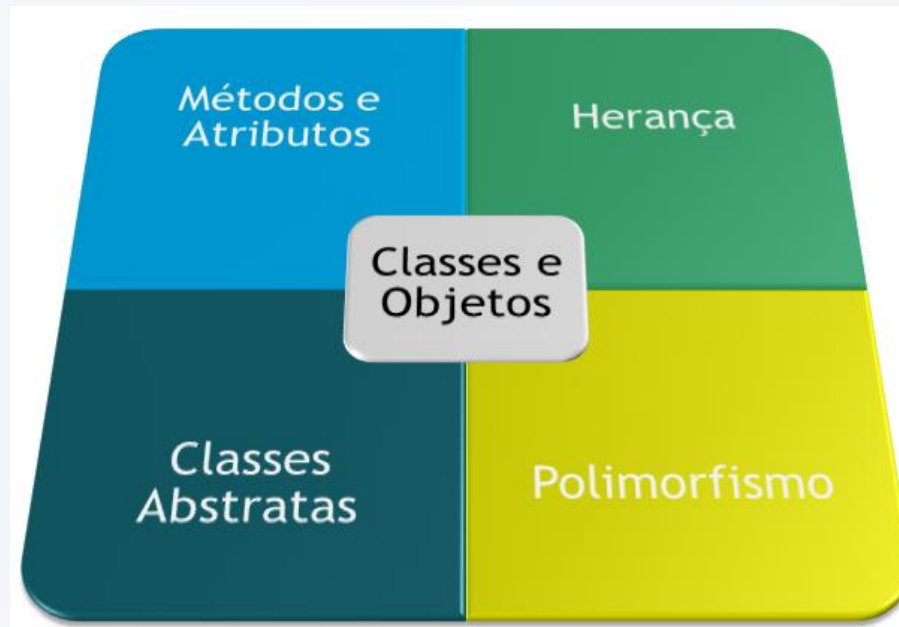 Métodos e
Atributos
Herança
Classes e
Objetos
Classes
Abstratas
Polimorfismo